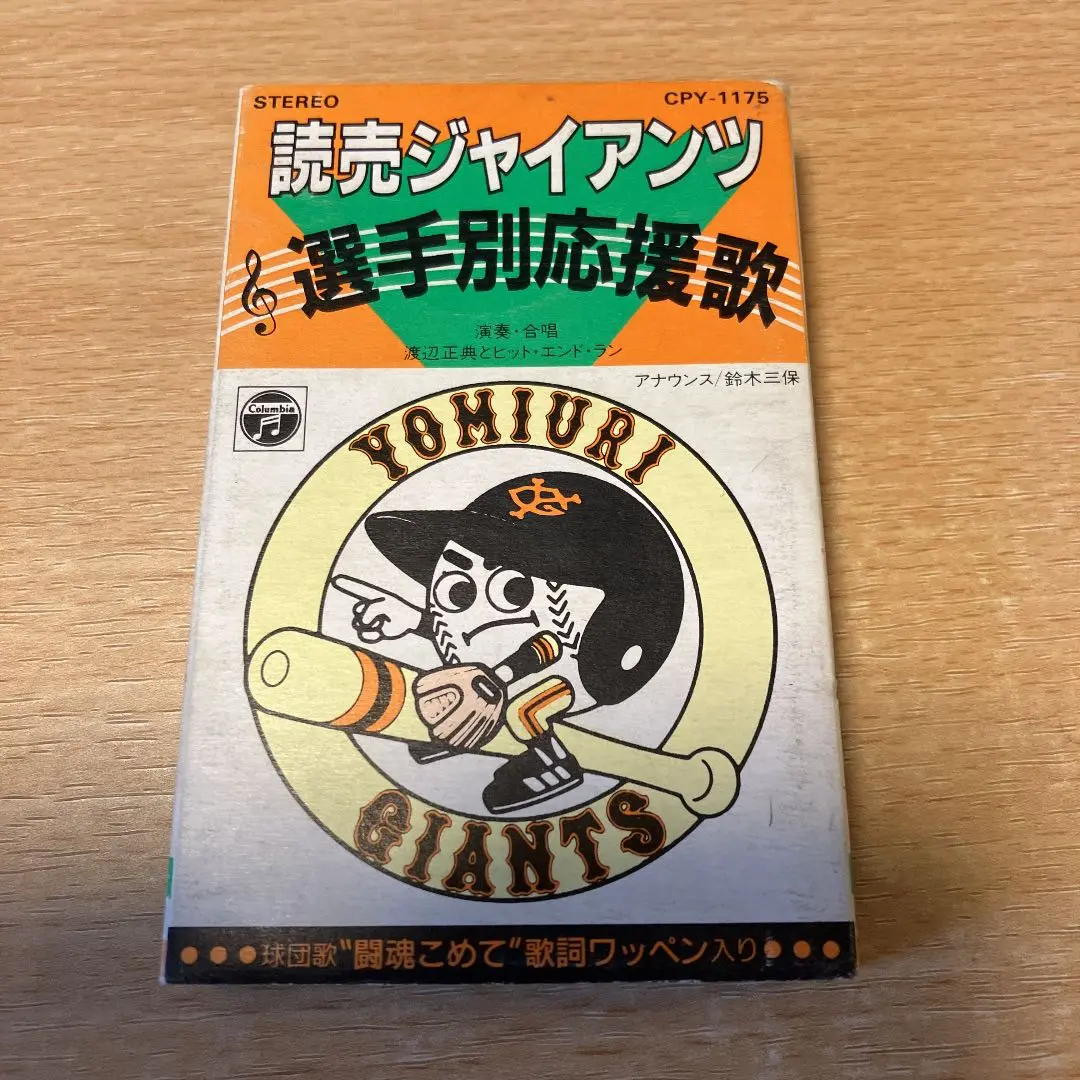 STEREO
CPY-1175
読売ジャイアンツ
選手別応援歌
演奏・合唱
渡辺正典とヒット・エンド・ラン
アナウンス/鈴木三保
Columbia
YOMIURI
GIANTS
球団歌“闘魂こめて”歌詞ワッペン入り